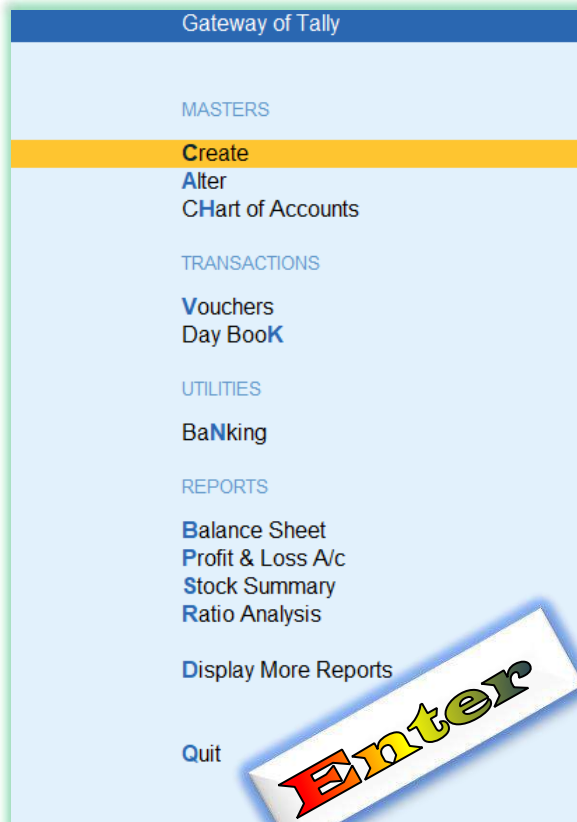 Gateway of Tally
MASTERS
Create
Alter
CHart of Accounts
TRANSACTIONS
Vouchers
Day BooK
UTILITIES
BaNking
REPORTS
Balance Sheet
Profit & Loss A/c
Stock Summary
Ratio Analysis
Display More Reports
Quit
Enter